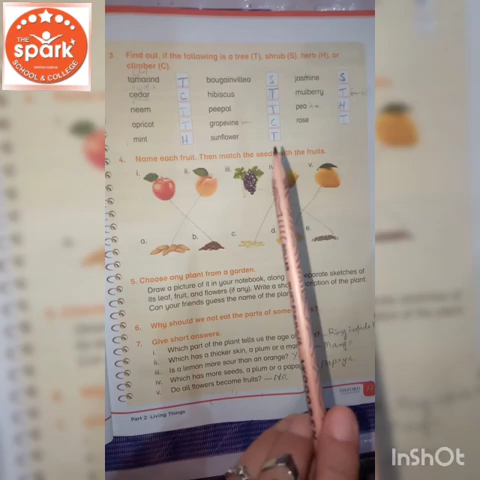 THE
spark
SCHOOL & COLLEGE
3. Find out, if the following is a tree (T), shrub (S), herb (H), or
climber (C).
tamarind T bougainvillea S jasmine S
cedar C hibiscus T mulberry T
neem T peepal T pea H
apricot T grapevine C rose T
mint H sunflower T
4. Name each fruit. Then match the seeds with the fruits.
i. ii. iii. v.
a. b. c. d. e.
5. Choose any plant from a garden.
Draw a picture of it in your notebook, along separate sketches of
its leaf, fruit, and flowers (if any). Write a short description of the plant.
Can your friends guess the name of the plant
6. Why should we not eat the parts of some
7. Give short answers.
i. Which part of the plant tells us the age
ii. Which has a thicker skin, a plum or a Mango
iii. Is a lemon more sour than an orange? Y
iv. Which has more seeds, a plum or a papaya Papaya
v. Do all flowers become fruits? - No
Part 2: Living Things
OXFORD
InShOt